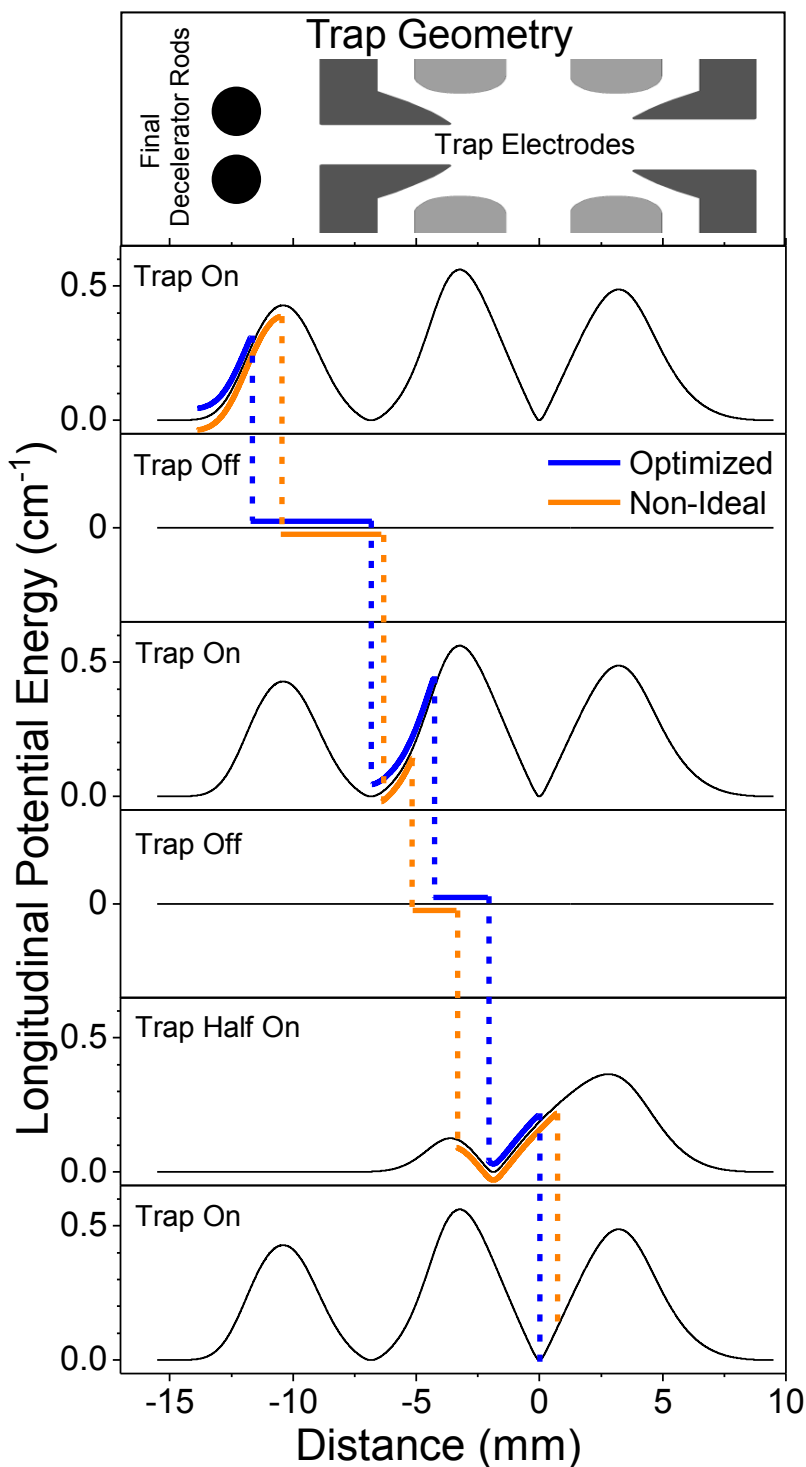 Trap Geometry
Final
Decelerator Rods
Trap Electrodes
Longitudinal Potential Energy (cm⁻¹)
Trap On
0.5
0.0
Trap Off
0
Optimized
Non-Ideal
Trap On
0.5
0.0
Trap Off
0
Trap Half On
0.5
0.0
Trap On
0.5
0.0
-15 -10 -5 0 5 10
Distance (mm)